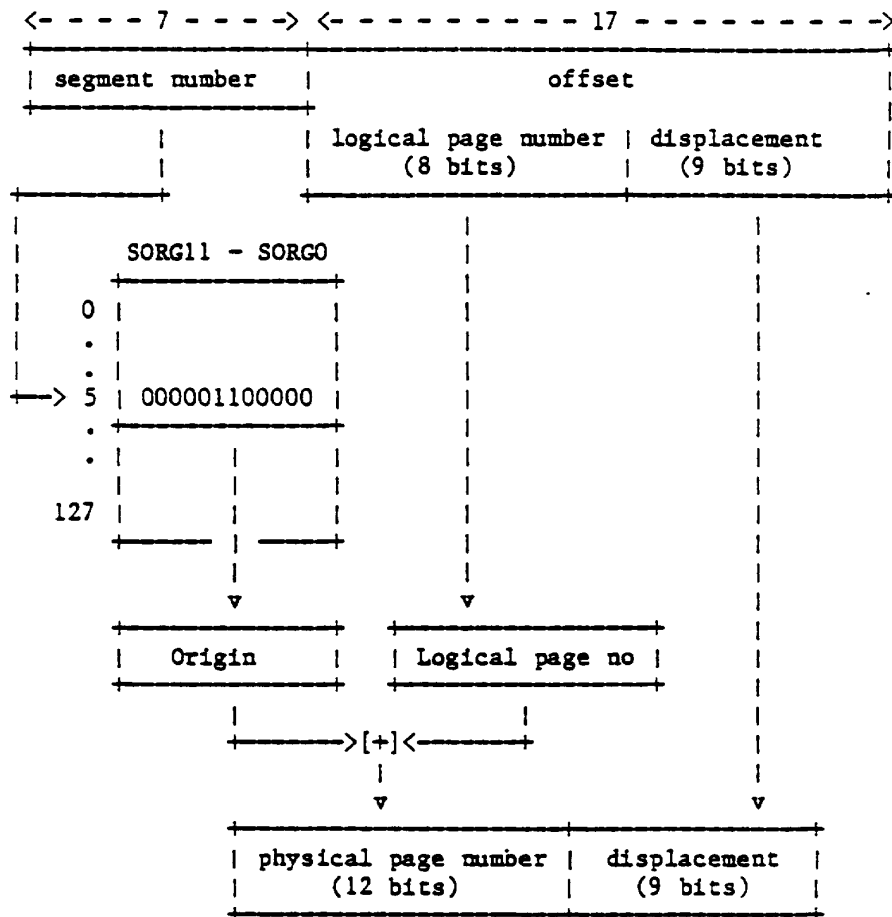 <- - - - 7 - - - -> <- - - - - - - - - 17 - - - - - - - - ->
| segment number | offset |
| logical page number | displacement |
(8 bits) | (9 bits)
SORG11 - SORG0
0
.
.
5 | 000001100000 |
.
.
127
| Origin | | Logical page no |
>[+]<
| physical page number | displacement |
| (12 bits) | (9 bits) |